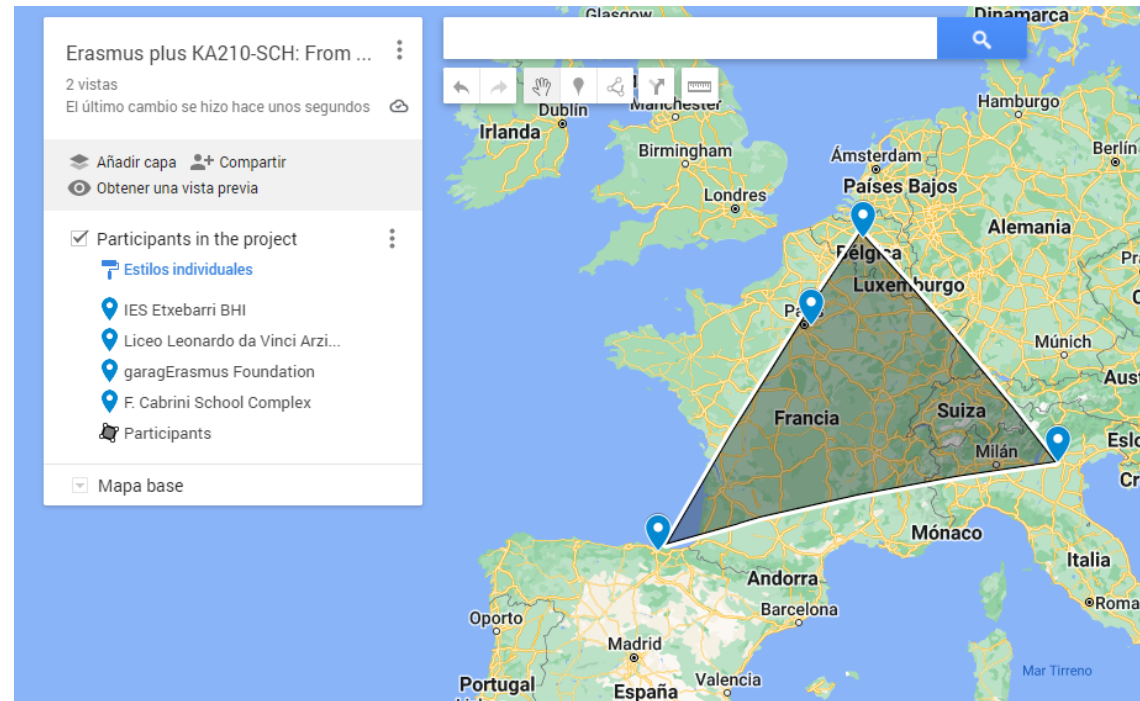 Erasmus plus KA210-SCH: From ...
2 vistas
El último cambio se hizo hace unos segundos
Añadir capa
Compartir
Obtener una vista previa
Participants in the project
Estilos individuales
IES Etxebarri BHI
Liceo Leonardo da Vinci Arzi...
garagErasmus Foundation
F. Cabrini School Complex
Participants
Mapa base
Glasgow
Dinamarca
Dublín
Manchester
Hamburgo
Irlanda
Birmingham
Ámsterdam
Berlín
Londres
Países Bajos
Alemania
Bélgica
Luxemburgo
Múnich
Francia
Suiza
Milán
Mónaco
Italia
Andorra
Oporto
Barcelona
Roma
Madrid
Mar Tirreno
Portugal
Valencia
España